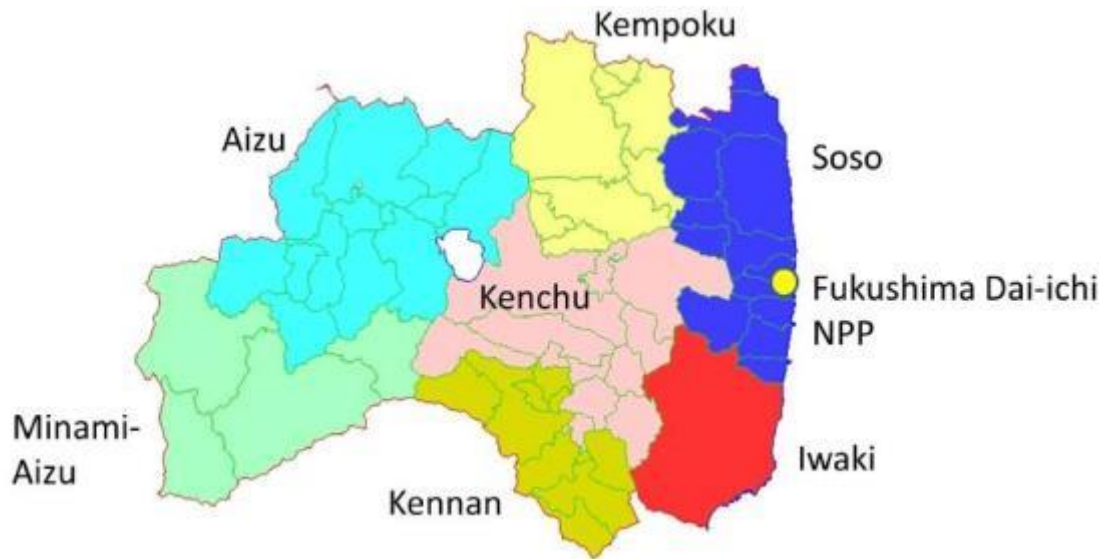 Kempoku
Aizu
Soso
Kenchu
Fukushima Dai-ichi
NPP
Minami-
Aizu
Iwaki
Kennan